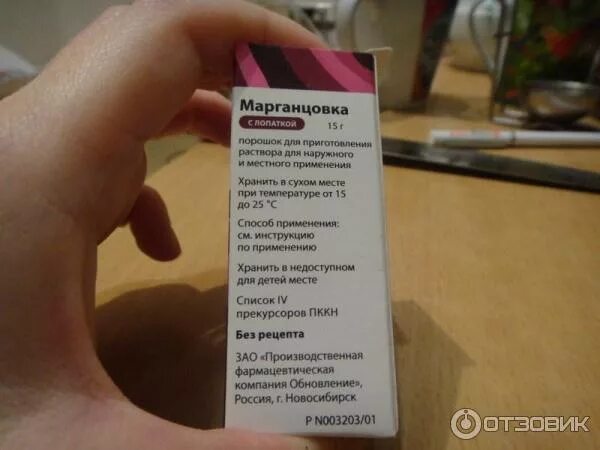 Марганцовка
с лопаткой 15 г
порошок для приготовления
раствора для наружного
и местного применения
Хранить в сухом месте
при температуре от 15
до 25 °С
Способ применения:
см. инструкцию
по применению
Хранить в недоступном
для детей месте
Список IV
прекурсоров ПККН
Без рецепта
ЗАО «Производственная
фармацевтическая
компания Обновление»,
Россия, г. Новосибирск
Р N003203/01
ОТЗОВИК